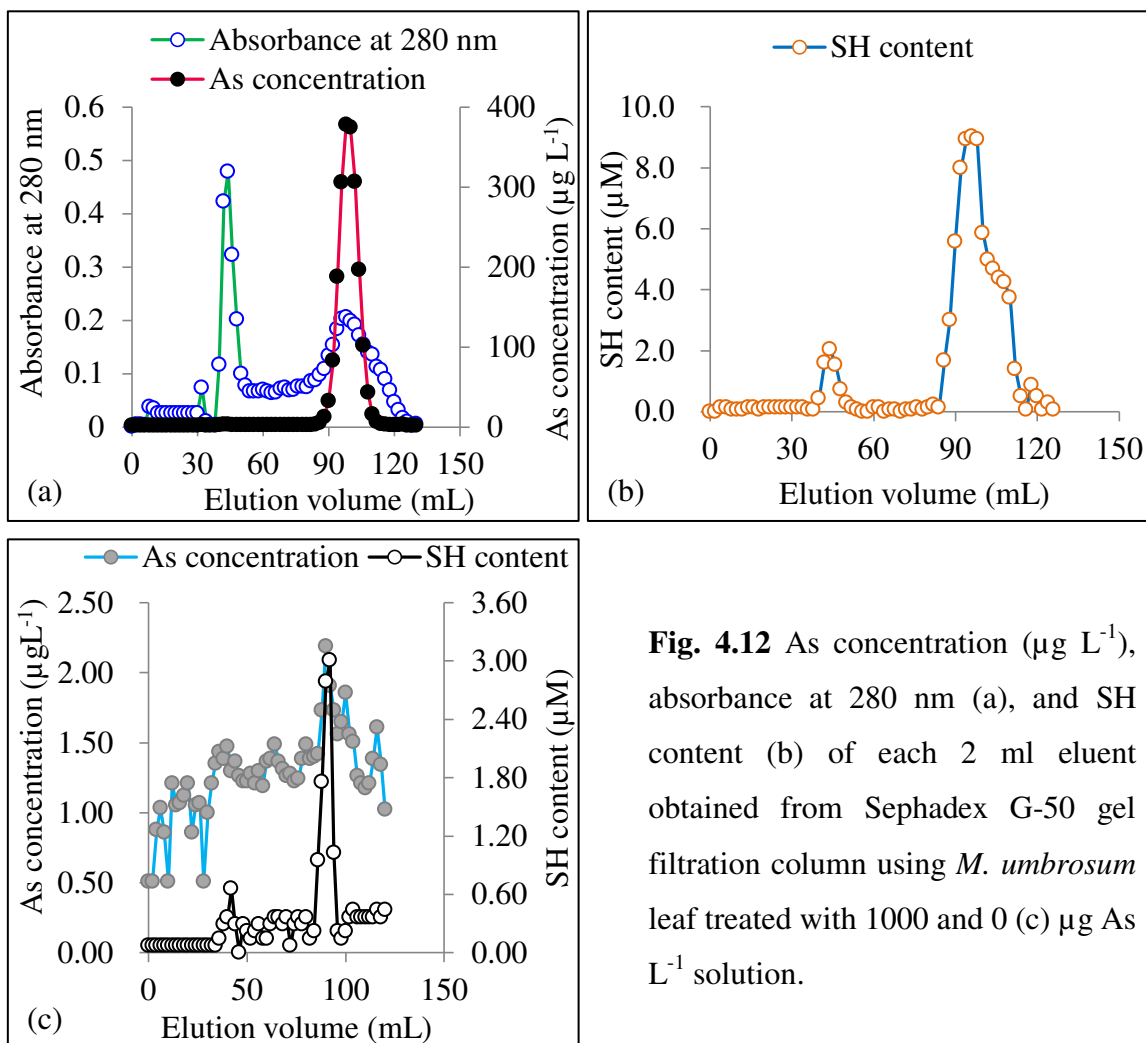 Absorbance at 280 nm
As concentration
Absorbance at 280 nm
0.6
0.5
0.4
0.3
0.2
0.1
0
400
300
200
100
0
As concentration (µg L⁻¹)
0 30 60 90 120 150
Elution volume (mL)
(a)
SH content
SH content (µM)
10.0
8.0
6.0
4.0
2.0
0.0
0 30 60 90 120 150
Elution volume (mL)
(b)
As concentration SH content
As concentration (µgL⁻¹)
2.50
2.00
1.50
1.00
0.50
0.00
3.60
3.00
2.40
1.80
1.20
0.60
0.00
SH content (µM)
0 50 100 150
Elution volume (mL)
(c)
Fig. 4.12 As concentration (µg L⁻¹),
absorbance at 280 nm (a), and SH
content (b) of each 2 ml eluent
obtained from Sephadex G-50 gel
filtration column using M. umbrosum
leaf treated with 1000 and 0 (c) µg As
L⁻¹ solution.